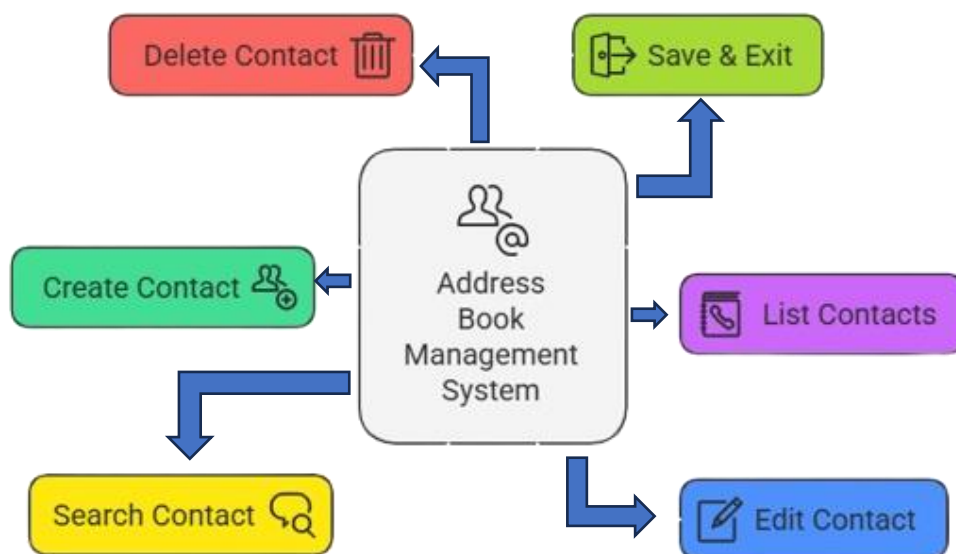 Delete Contact
Save & Exit
Address
Book
Management
System
Create Contact
List Contacts
Search Contact
Edit Contact